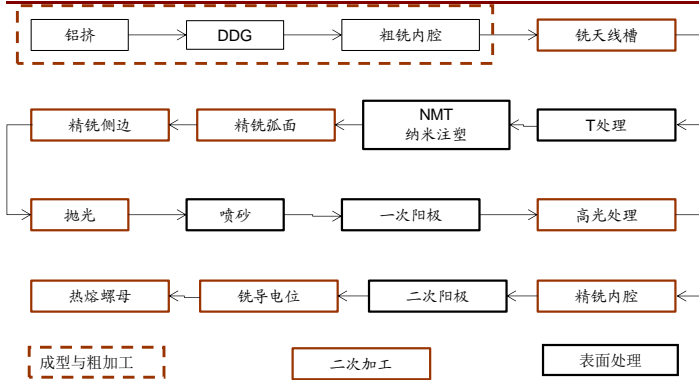 铝挤
DDG
粗铣内腔
铣天线槽
精铣侧边
精铣弧面
NMT
纳米注塑
T处理
抛光
喷砂
一次阳极
高光处理
热熔螺母
铣导电位
二次阳极
精铣内腔
成型与粗加工
二次加工
表面处理